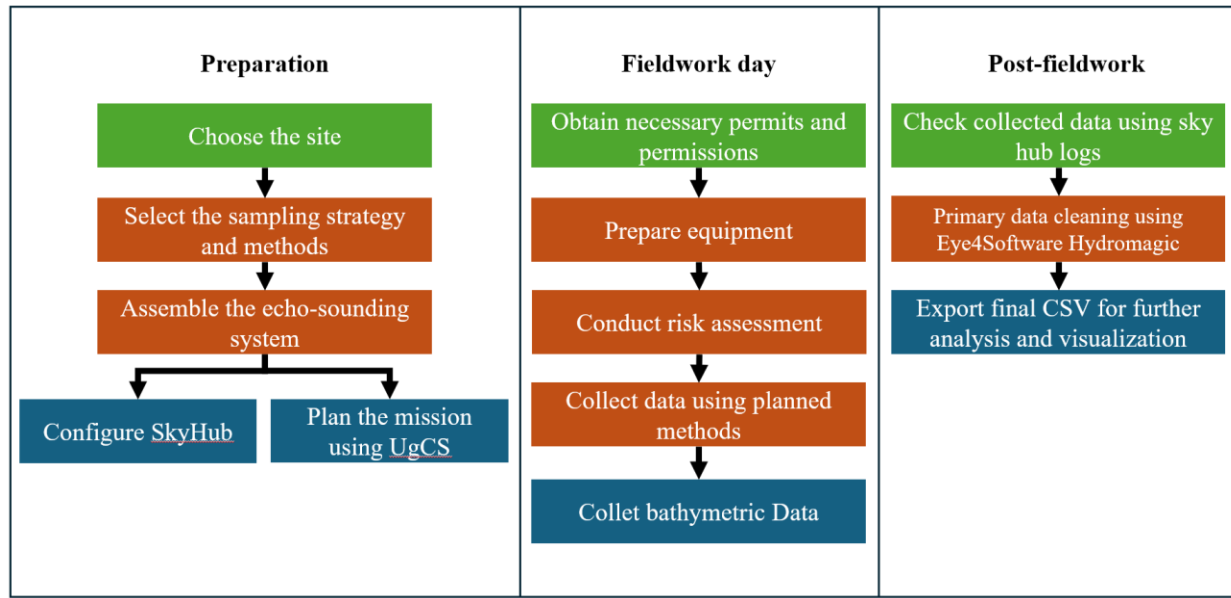 Preparation
Choose the site
Select the sampling strategy
and methods
Assemble the echo-sounding
system
Configure SkyHub
Plan the mission
using UgCS
Fieldwork day
Obtain necessary permits and
permissions
Prepare equipment
Conduct risk assessment
Collect data using planned
methods
Collet bathymetric Data
Post-fieldwork
Check collected data using sky
hub logs
Primary data cleaning using
Eye4Software Hydromagic
Export final CSV for further
analysis and visualization